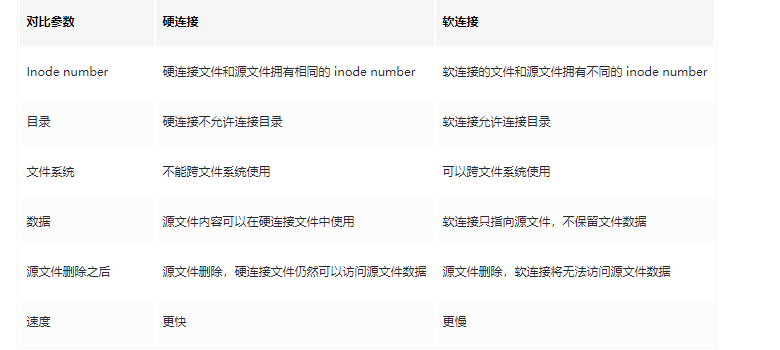 对比参数 硬连接 软连接
Inode number 硬连接文件和源文件拥有相同的 inode number 软连接的文件和源文件拥有不同的 inode number
目录 硬连接不允许连接目录 软连接允许连接目录
文件系统 不能跨文件系统使用 可以跨文件系统使用
数据 源文件内容可以在硬连接文件中使用 软连接只指向源文件，不保留文件数据
源文件删除之后 源文件删除，硬连接文件仍然可以访问源文件数据 源文件删除，软连接将无法访问源文件数据
速度 更快 更慢